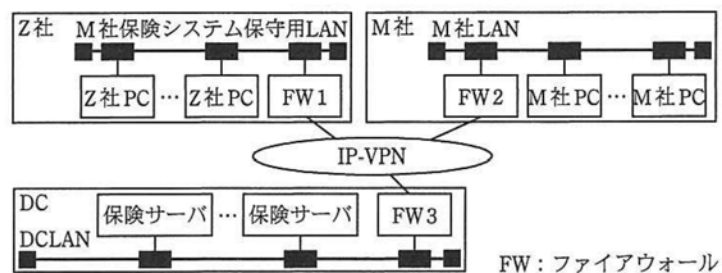 Z社 M社保険システム保守用LAN
Z社PC … Z社PC FW1
M社 M社LAN
FW2 M社PC … M社PC
IP-VPN
DC
保険サーバ … 保険サーバ FW3
DCLAN
FW：ファイアウォール